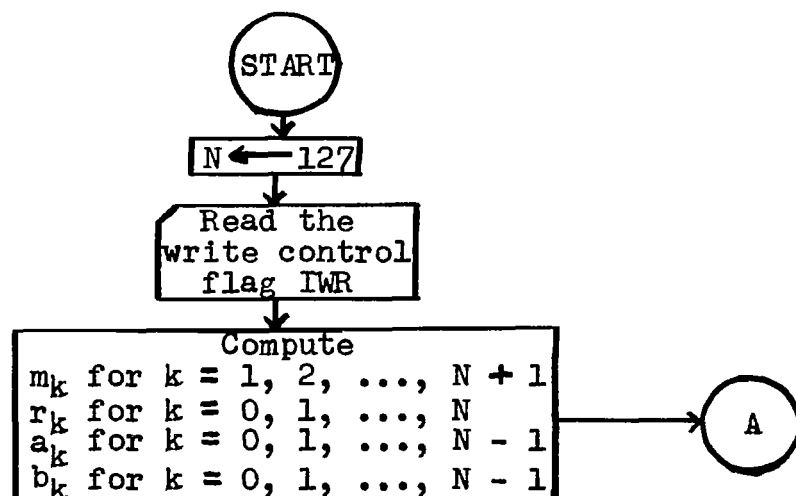 START
N ← 127
Read the
write control
flag IWR
Compute
mₖ for k = 1, 2, ..., N + 1
rₖ for k = 0, 1, ..., N
aₖ for k = 0, 1, ..., N - 1
bₖ for k = 0, 1, ..., N - 1
A